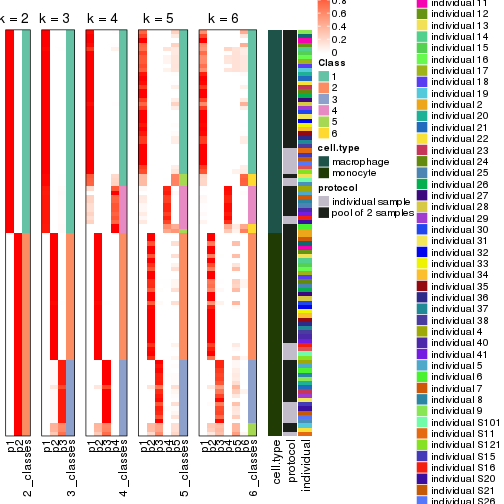 k = 2
k = 3
k = 4
k = 5
k = 6
0.8
0.6
0.4
0.2
0
Class
1
2
3
4
5
6
cell.type
macrophage
monocyte
protocol
individual sample
pool of 2 samples
individual 11
individual 12
individual 13
individual 14
individual 15
individual 16
individual 17
individual 18
individual 19
individual 2
individual 20
individual 21
individual 22
individual 23
individual 24
individual 25
individual 26
individual 27
individual 28
individual 29
individual 30
individual 31
individual 32
individual 33
individual 34
individual 35
individual 36
individual 37
individual 38
individual 4
individual 40
individual 41
individual 5
individual 6
individual 7
individual 8
individual 9
individual S101
individual S11
individual S121
individual S15
individual S16
individual S20
individual S21
individual S26
p1
p2
2_classes
p1
p2
p3
3_classes
p1
p2
p3
p4
4_classes
p1
p2
p3
p4
p5
5_classes
p1
p2
p3
p4
p5
p6
6_classes
cell.type
protocol
individual